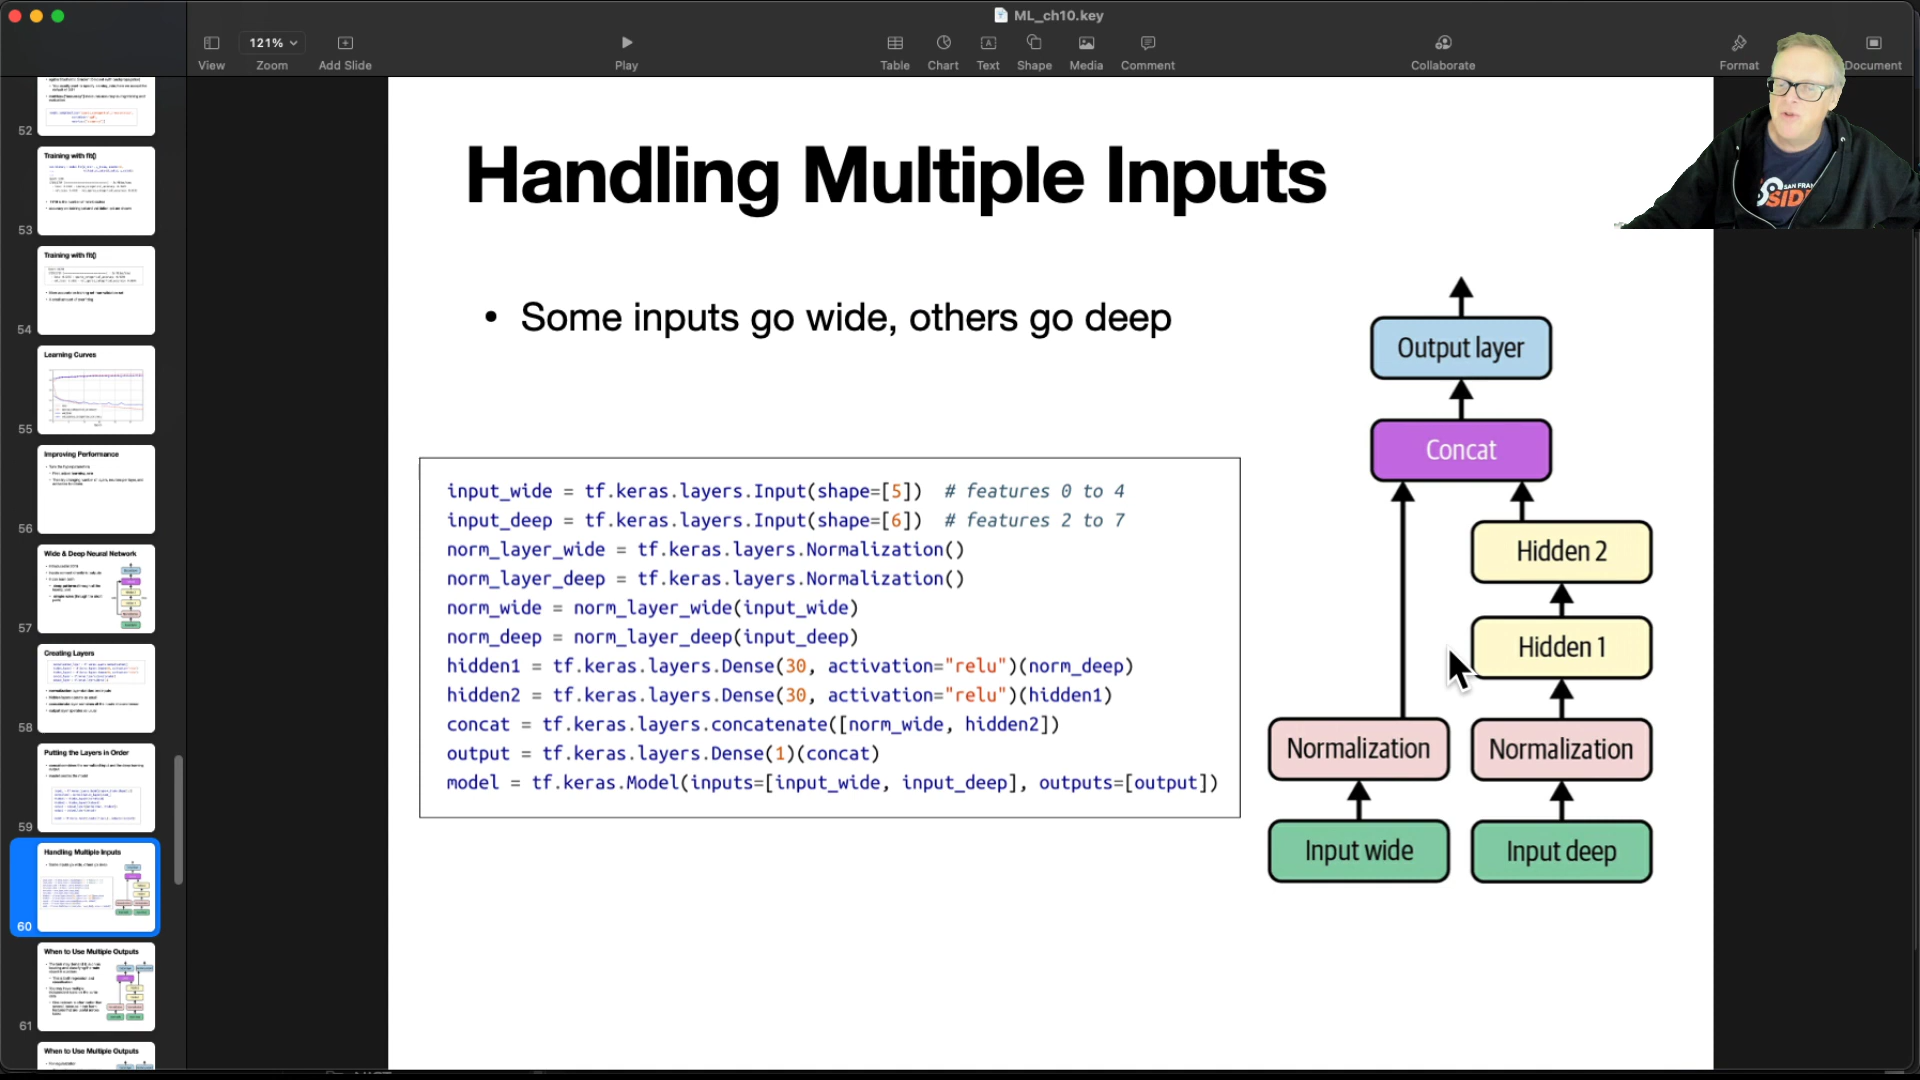 ML_ch10.key
121%
View
Zoom
Add Slide
Play
Table
Chart
Text
Shape
Media
Comment
Collaborate
Format
Document
52
Training with fit()
53
Training with fit()
54
Learning Curves
55
Improving Performance
56
Wide & Deep Neural Network
57
Creating Layers
58
Putting the Layers in Order
59
Handling Multiple Inputs
60
When to Use Multiple Outputs
61
When to Use Multiple Outputs
Handling Multiple Inputs
• Some inputs go wide, others go deep
input_wide = tf.keras.layers.Input(shape=[5])  # features 0 to 4
input_deep = tf.keras.layers.Input(shape=[6])  # features 2 to 7
norm_layer_wide = tf.keras.layers.Normalization()
norm_layer_deep = tf.keras.layers.Normalization()
norm_wide = norm_layer_wide(input_wide)
norm_deep = norm_layer_deep(input_deep)
hidden1 = tf.keras.layers.Dense(30, activation="relu")(norm_deep)
hidden2 = tf.keras.layers.Dense(30, activation="relu")(hidden1)
concat = tf.keras.layers.concatenate([norm_wide, hidden2])
output = tf.keras.layers.Dense(1)(concat)
model = tf.keras.Model(inputs=[input_wide, input_deep], outputs=[output])
Output layer
Concat
Hidden 2
Hidden 1
Normalization
Normalization
Input wide
Input deep
SAN FRAN
SIDE